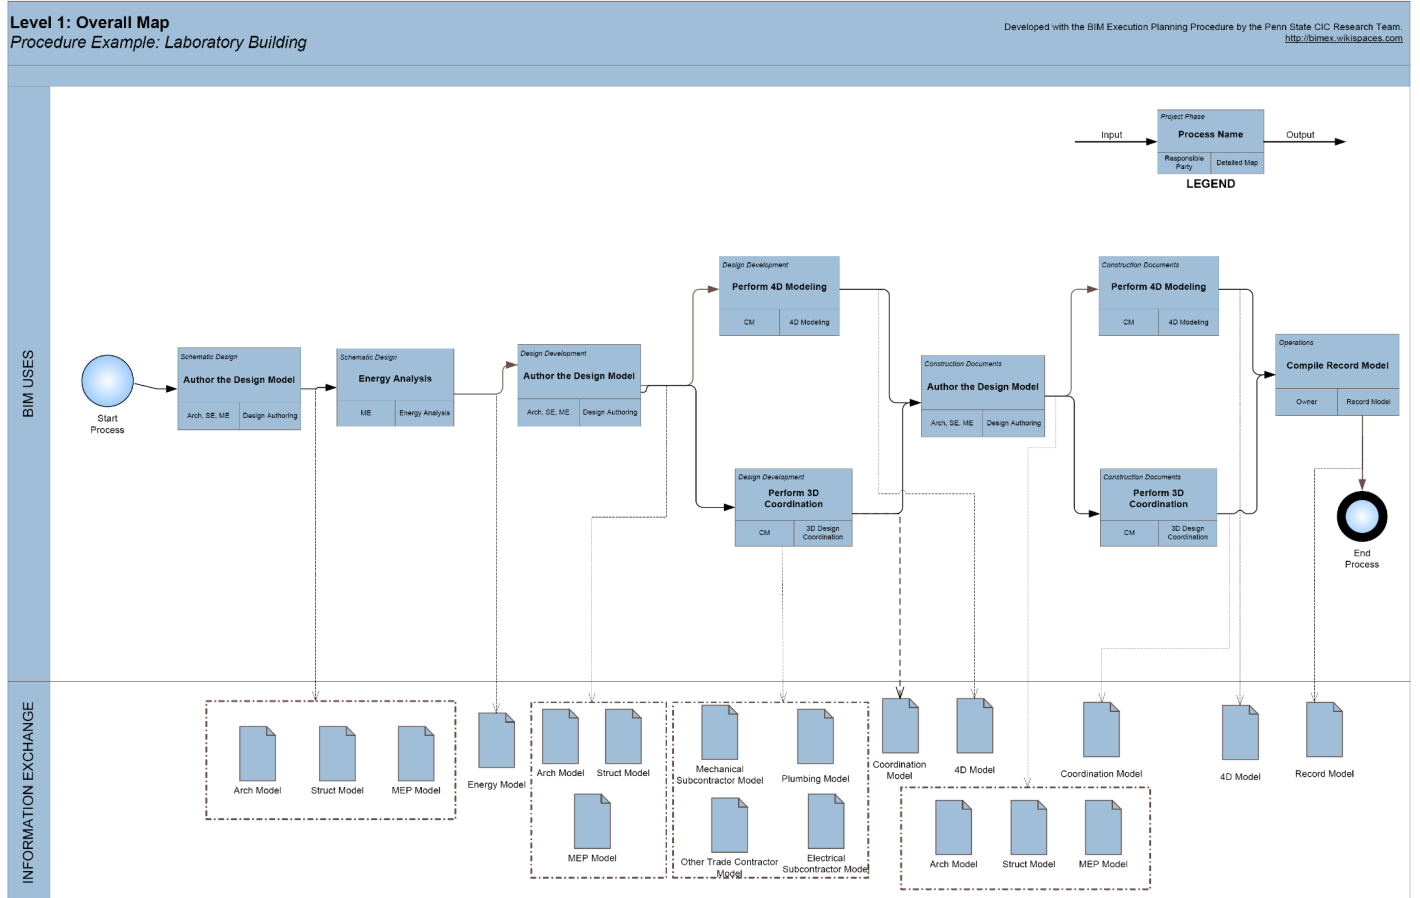 Level 1: Overall Map
Procedure Example: Laboratory Building
Developed with the BIM Execution Planning Procedure by the Penn State CIC Research Team.
http://bimex.wikispaces.com
BIM USES
Input
Project Phase
Process Name
Responsible
Party
Detailed Map
Output
LEGEND
Start
Process
Schematic Design
Author the Design Model
Arch, SE, ME
Design Authoring
Schematic Design
Energy Analysis
ME
Energy Analysis
Design Development
Author the Design Model
Arch, SE, ME
Design Authoring
Design Development
Perform 4D Modeling
CM
4D Modeling
Design Development
Perform 3D
Coordination
CM
3D Design
Coordination
Construction Documents
Author the Design Model
Arch, SE, ME
Design Authoring
Construction Documents
Perform 4D Modeling
CM
4D Modeling
Construction Documents
Perform 3D
Coordination
CM
3D Design
Coordination
Operations
Compile Record Model
Owner
Record Model
End
Process
INFORMATION EXCHANGE
Arch Model
Struct Model
MEP Model
Energy Model
Arch Model
Struct Model
MEP Model
Mechanical
Subcontractor Model
Plumbing Model
Other Trade Contractor
Model
Electrical
Subcontractor Model
Coordination
Model
4D Model
Arch Model
Struct Model
MEP Model
Coordination Model
4D Model
Record Model